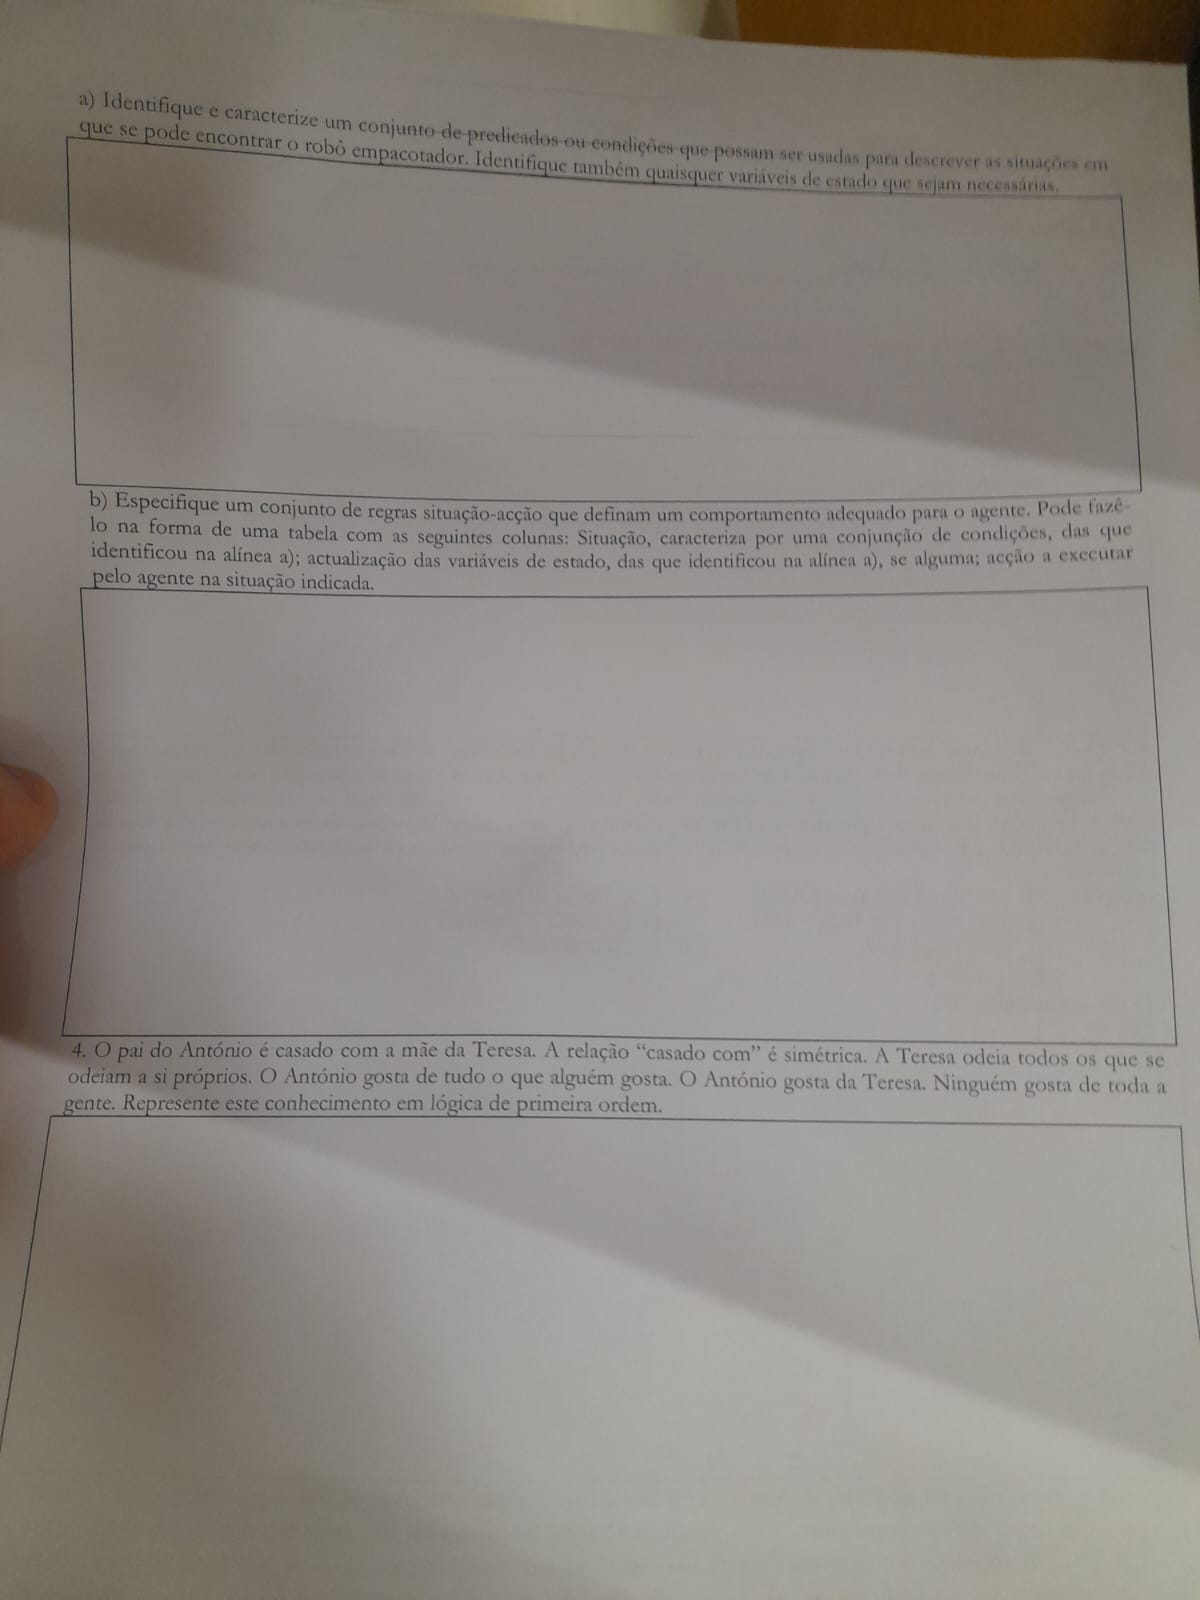 a) Identifique e caracterize um conjunto de predicados ou condições que possam ser usadas para descrever as situações em
que se pode encontrar o robô empacotador. Identifique também quaisquer variáveis de estado que sejam necessárias.
b) Especifique um conjunto de regras situação-acção que definam um comportamento adequado para o agente. Pode fazê-
lo na forma de uma tabela com as seguintes colunas: Situação, caracteriza por uma conjunção de condições, das que
identificou na alínea a); actualização das variáveis de estado, das que identificou na alínea a), se alguma; acção a executar
pelo agente na situação indicada.
4. O pai do António é casado com a mãe da Teresa. A relação “casado com” é simétrica. A Teresa odeia todos os que se
odeiam a si próprios. O António gosta de tudo o que alguém gosta. O António gosta da Teresa. Ninguém gosta de toda a
gente. Represente este conhecimento em lógica de primeira ordem.